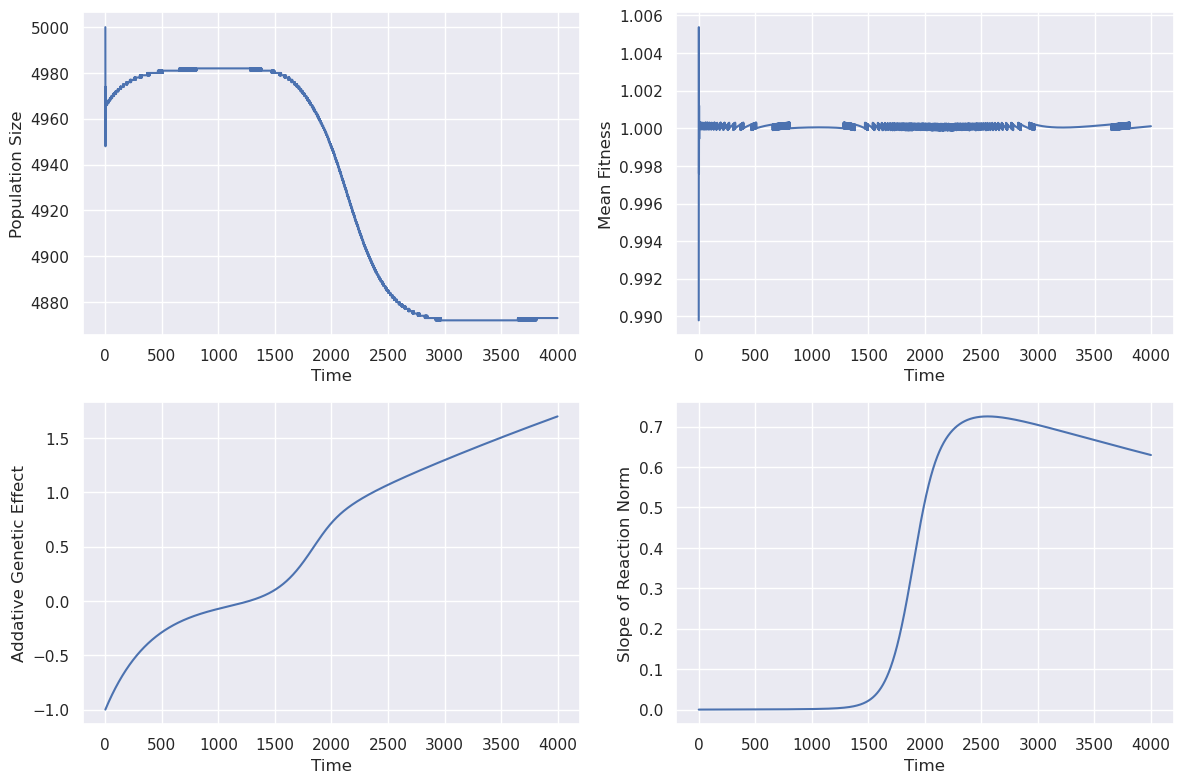 5000
4980
4960
4940
4920
4900
4880
Population Size
0 500 1000 1500 2000 2500 3000 3500 4000
Time
1.006
1.004
1.002
1.000
0.998
0.996
0.994
0.992
0.990
Mean Fitness
0 500 1000 1500 2000 2500 3000 3500 4000
Time
1.5
1.0
0.5
0.0
−0.5
−1.0
Addative Genetic Effect
0 500 1000 1500 2000 2500 3000 3500 4000
Time
0.7
0.6
0.5
0.4
0.3
0.2
0.1
0.0
Slope of Reaction Norm
0 500 1000 1500 2000 2500 3000 3500 4000
Time